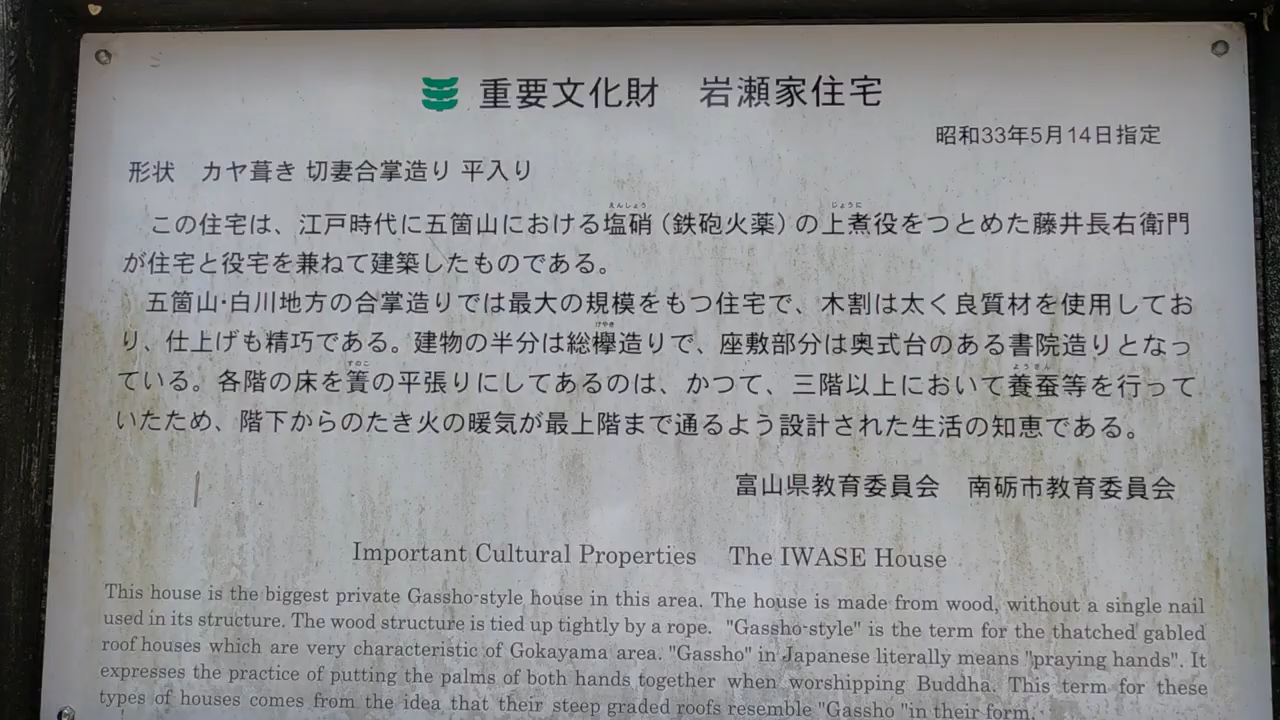 重要文化財　岩瀬家住宅
昭和33年5月14日指定
形状　カヤ葺き 切妻合掌造り 平入り
えんしょう　じょうに
この住宅は、江戸時代に五箇山における塩硝（鉄砲火薬）の上煮役をつとめた藤井長右衛門
が住宅と役宅を兼ねて建築したものである。
五箇山・白川地方の合掌造りでは最大の規模をもつ住宅で、木割は太く良質材を使用してお
けやき
り、仕上げも精巧である。建物の半分は総欅造りで、座敷部分は奥式台のある書院造りとなっ
すのこ　ようさん
ている。各階の床を簀の平張りにしてあるのは、かつて、三階以上において養蚕等を行って
いたため、階下からのたき火の暖気が最上階まで通るよう設計された生活の知恵である。
富山県教育委員会　南砺市教育委員会
Important Cultural Properties　The IWASE House
This house is the biggest private Gassho-style house in this area. The house is made from wood, without a single nail
used in its structure. The wood structure is tied up tightly by a rope. "Gassho-style" is the term for the thatched gabled
roof houses which are very characteristic of Gokayama area. "Gassho" in Japanese literally means "praying hands". It
expresses the practice of putting the palms of both hands together when worshipping Buddha. This term for these
types of houses comes from the idea that their steep graded roofs resemble "Gassho "in their form.